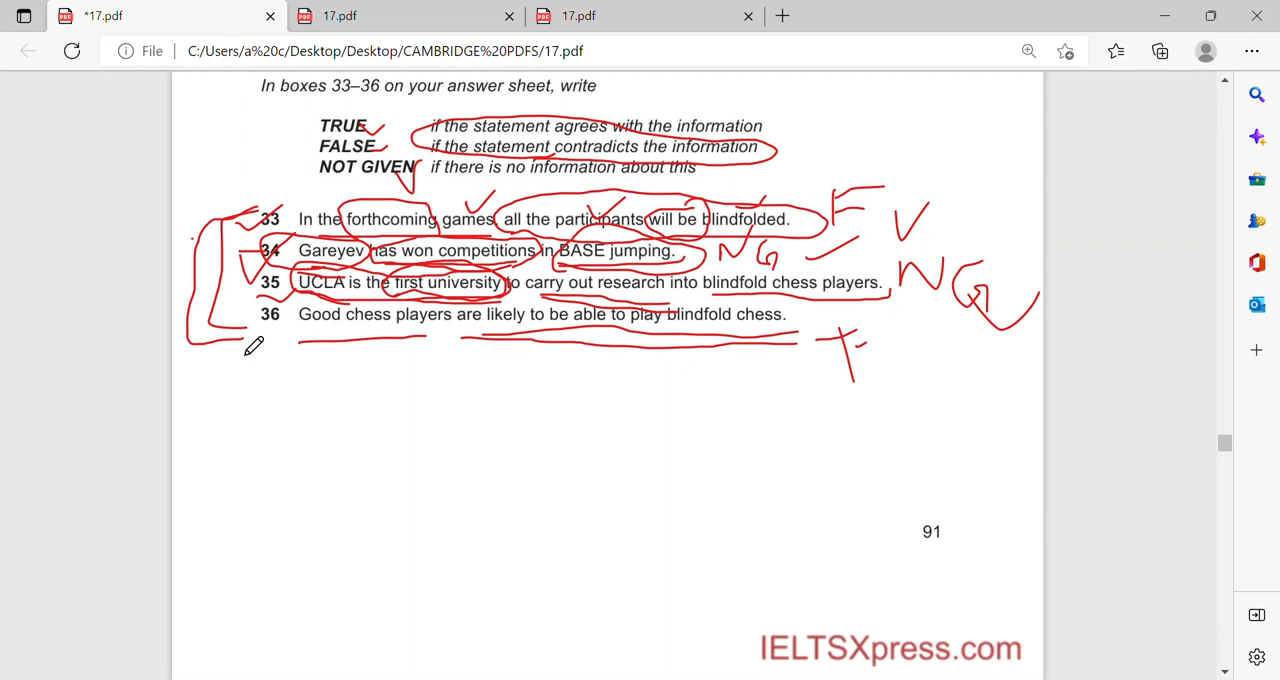 *17.pdf
17.pdf
17.pdf
File
C:/Users/a%20c/Desktop/Desktop/CAMBRIDGE%20PDFS/17.pdf
In boxes 33–36 on your answer sheet, write
TRUE if the statement agrees with the information
FALSE if the statement contradicts the information
NOT GIVEN if there is no information about this
33 In the forthcoming games, all the participants will be blindfolded. F
34 Gareyev has won competitions in BASE jumping. NG
35 UCLA is the first university to carry out research into blindfold chess players. NG
36 Good chess players are likely to be able to play blindfold chess. T
91
IELTSXpress.com